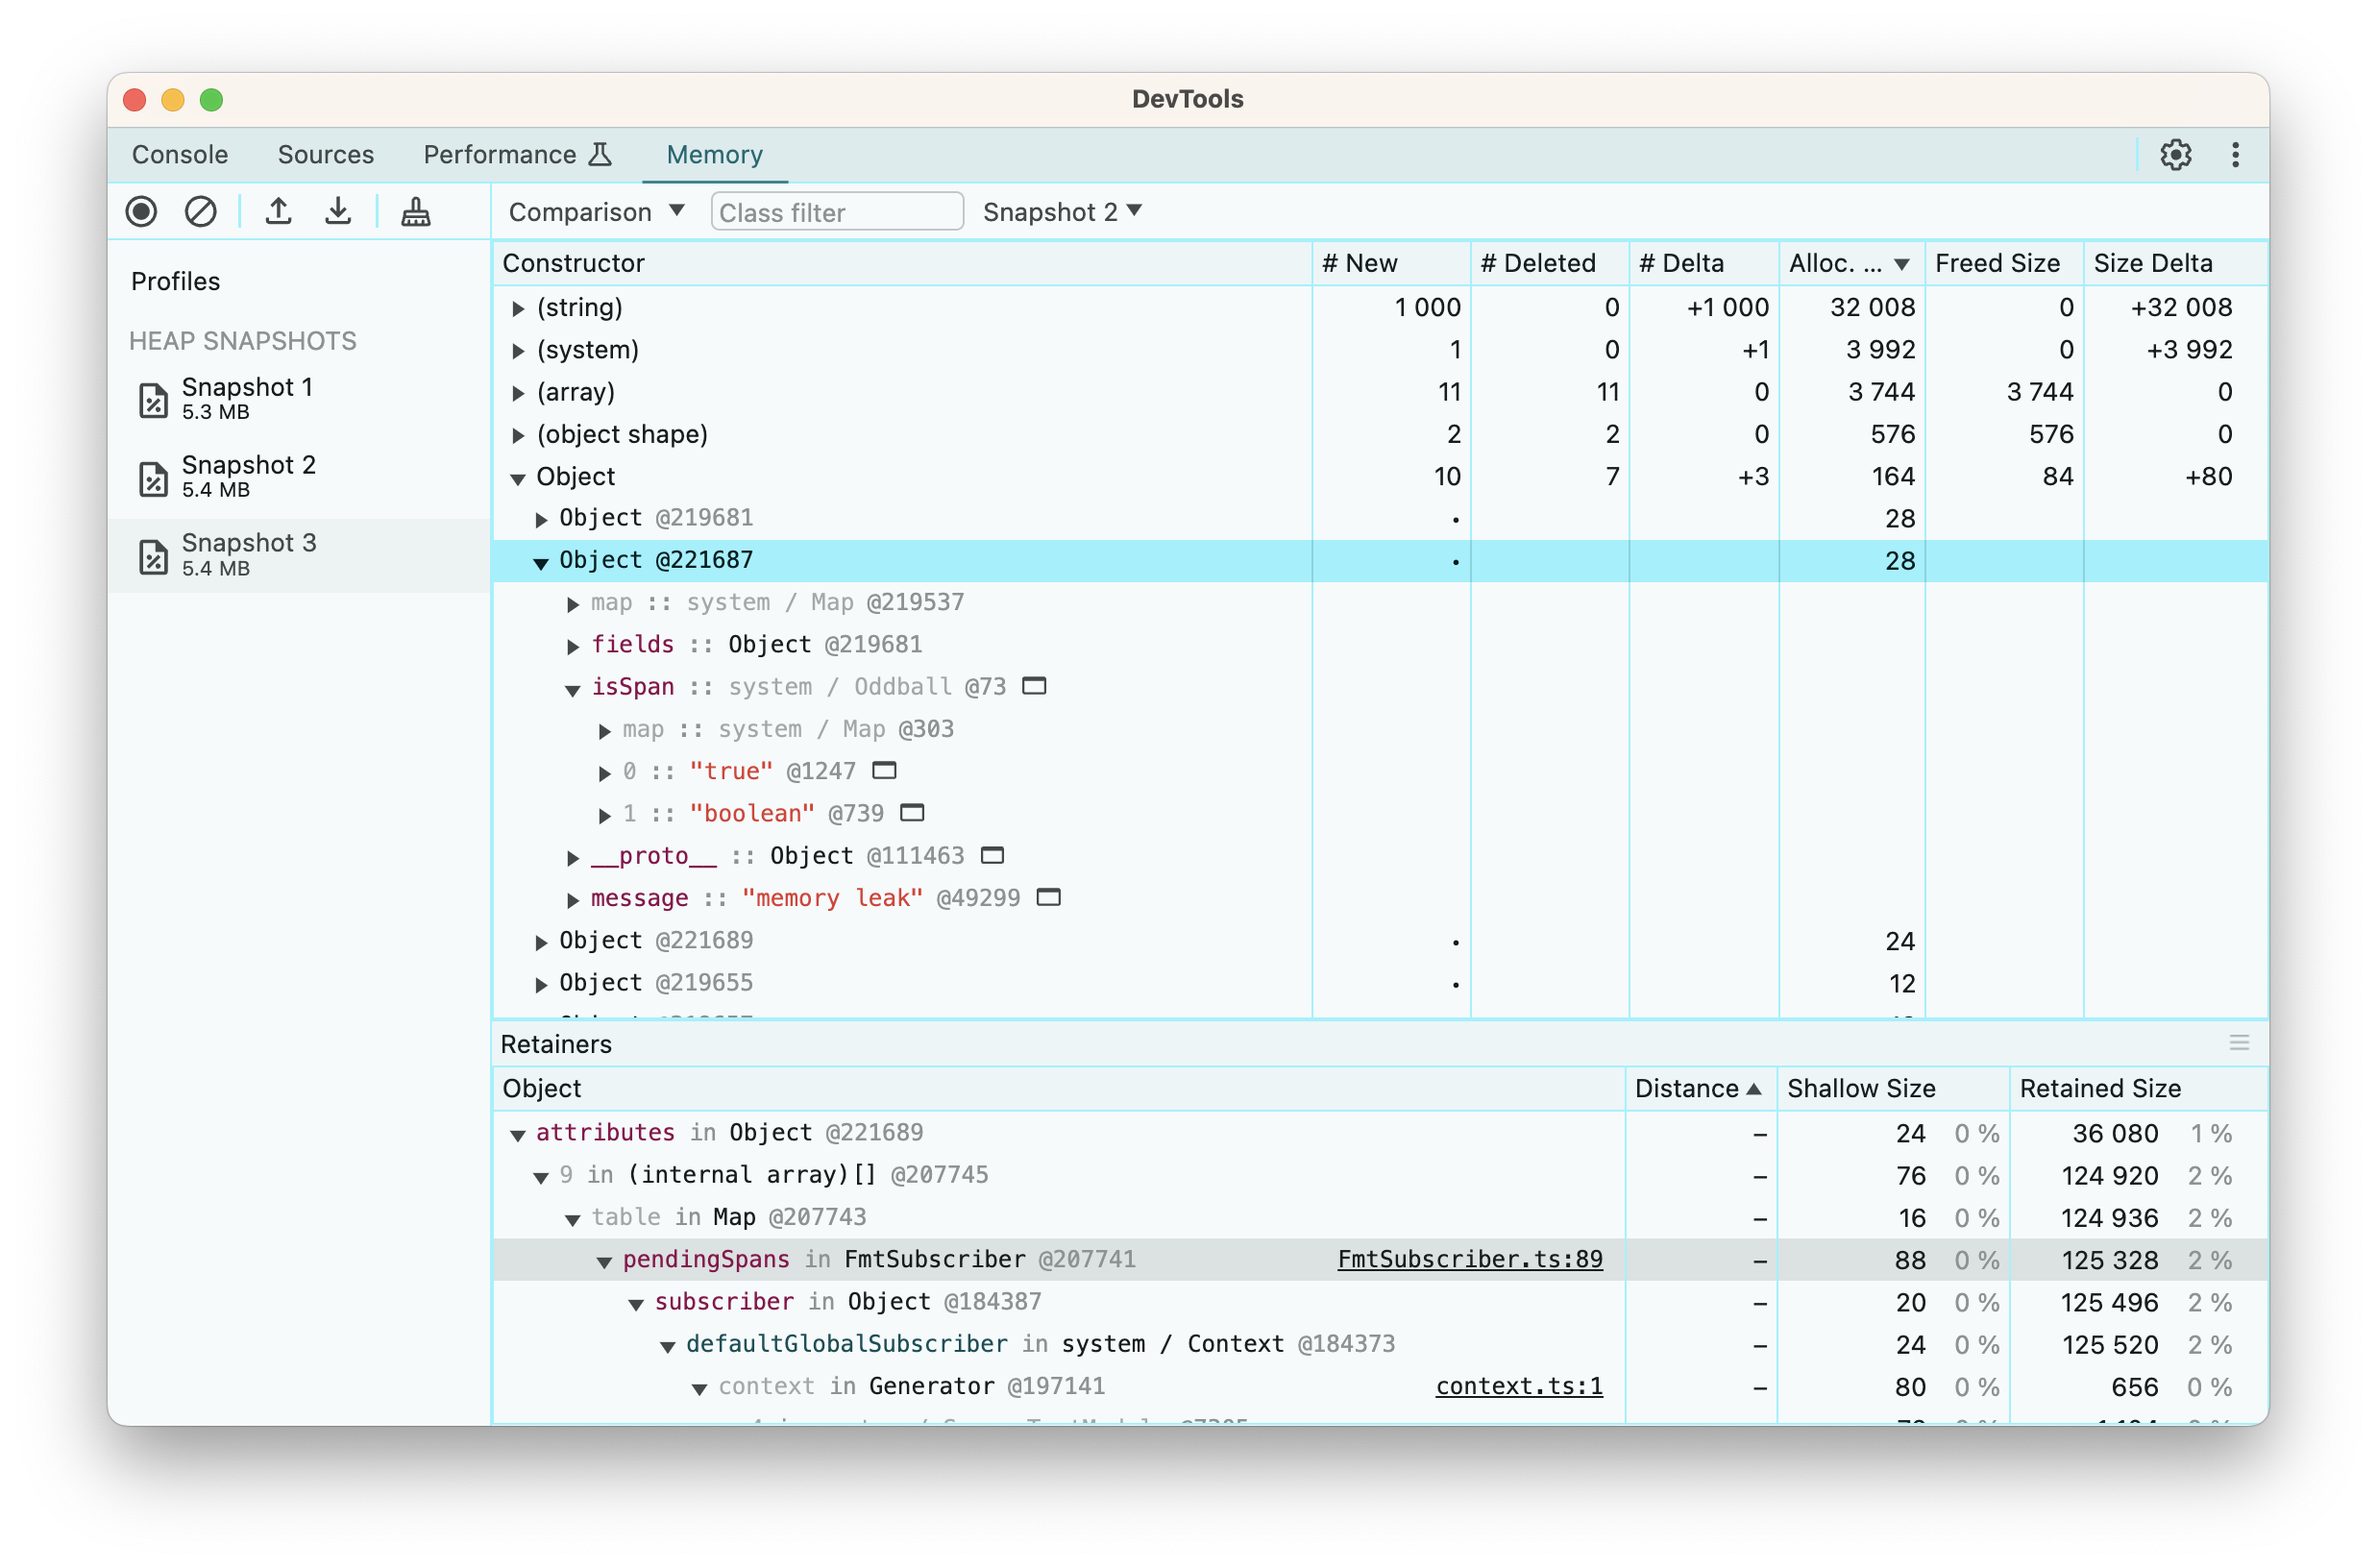 DevTools
Console Sources Performance Memory
Comparison ▼ Class filter Snapshot 2 ▼
Profiles
HEAP SNAPSHOTS
Snapshot 1
5.3 MB
Snapshot 2
5.4 MB
Snapshot 3
5.4 MB
Constructor # New # Deleted # Delta Alloc. ... ▼ Freed Size Size Delta
(string) 1 000 0 +1 000 32 008 0 +32 008
(system) 1 0 +1 3 992 0 +3 992
(array) 11 11 0 3 744 3 744 0
(object shape) 2 2 0 576 576 0
Object 10 7 +3 164 84 +80
Object @219681 • 28
Object @221687 • 28
map :: system / Map @219537
fields :: Object @219681
isSpan :: system / Oddball @73
map :: system / Map @303
0 :: "true" @1247
1 :: "boolean" @739
__proto__ :: Object @111463
message :: "memory leak" @49299
Object @221689 • 24
Object @219655 • 12
Retainers
Object Distance ▲ Shallow Size Retained Size
attributes in Object @221689 – 24 0 % 36 080 1 %
9 in (internal array)[] @207745 – 76 0 % 124 920 2 %
table in Map @207743 – 16 0 % 124 936 2 %
pendingSpans in FmtSubscriber @207741 FmtSubscriber.ts:89 – 88 0 % 125 328 2 %
subscriber in Object @184387 – 20 0 % 125 496 2 %
defaultGlobalSubscriber in system / Context @184373 – 24 0 % 125 520 2 %
context in Generator @197141 context.ts:1 – 80 0 % 656 0 %